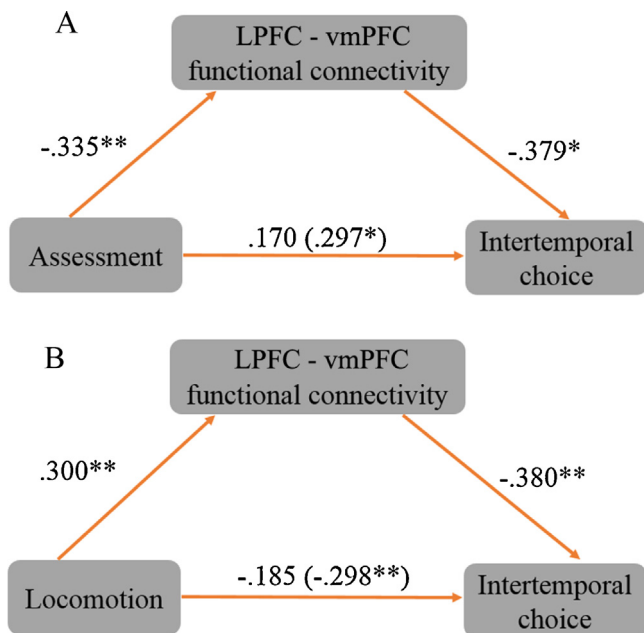 A
LPFC - vmPFC
functional connectivity
-.335**
-.379*
Assessment
.170 (.297*)
Intertemporal
choice
B
LPFC - vmPFC
functional connectivity
.300**
-.380**
Locomotion
-.185 (-.298**)
Intertemporal
choice